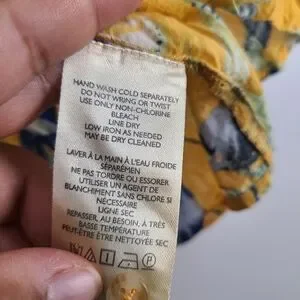 HAND WASH COLD SEPARATELY
DO NOT WRING OR TWIST
USE ONLY NON-CHLORINE
BLEACH
LINE DRY
LOW IRON AS NEEDED
MAY BE DRY CLEANED
LAVER À LA MAIN À L'EAU FROIDE
SÉPARÉMEN
NE PAS TORDRE OU ESSORER
UTILISER UN AGENT DE
BLANCHIMENT SANS CHLORE SI
NÉCESSAIRE
LIGNE SEC
REPASSER, AU BESOIN, À TRÈS
BASSE TEMPÉRATURE
PEUT-ÊTRE ÊTRE NETTOYÉE SEC